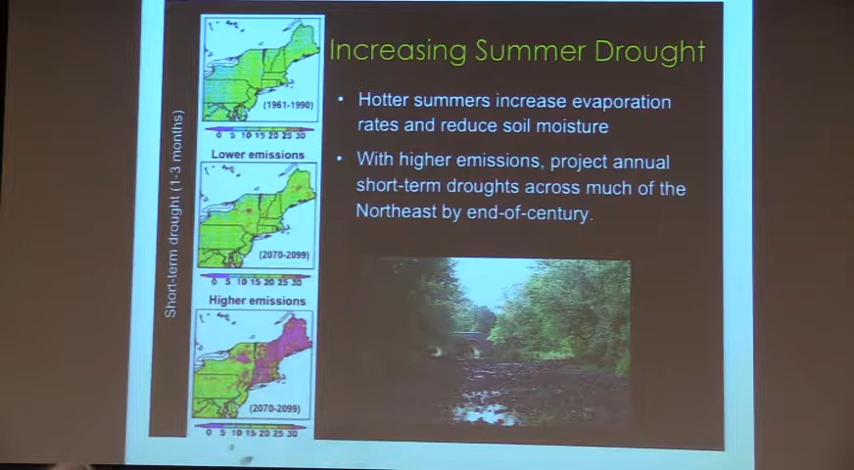 Increasing Summer Drought
• Hotter summers increase evaporation
rates and reduce soil moisture
• With higher emissions, project annual
short-term droughts across much of the
Northeast by end-of-century.
Short-term drought (1-3 months)
(1961-1990)
0 5 10 15 20 25 30
Lower emissions
(2070-2099)
0 5 10 15 20 25 30
Higher emissions
(2070-2099)
0 5 10 15 20 25 30